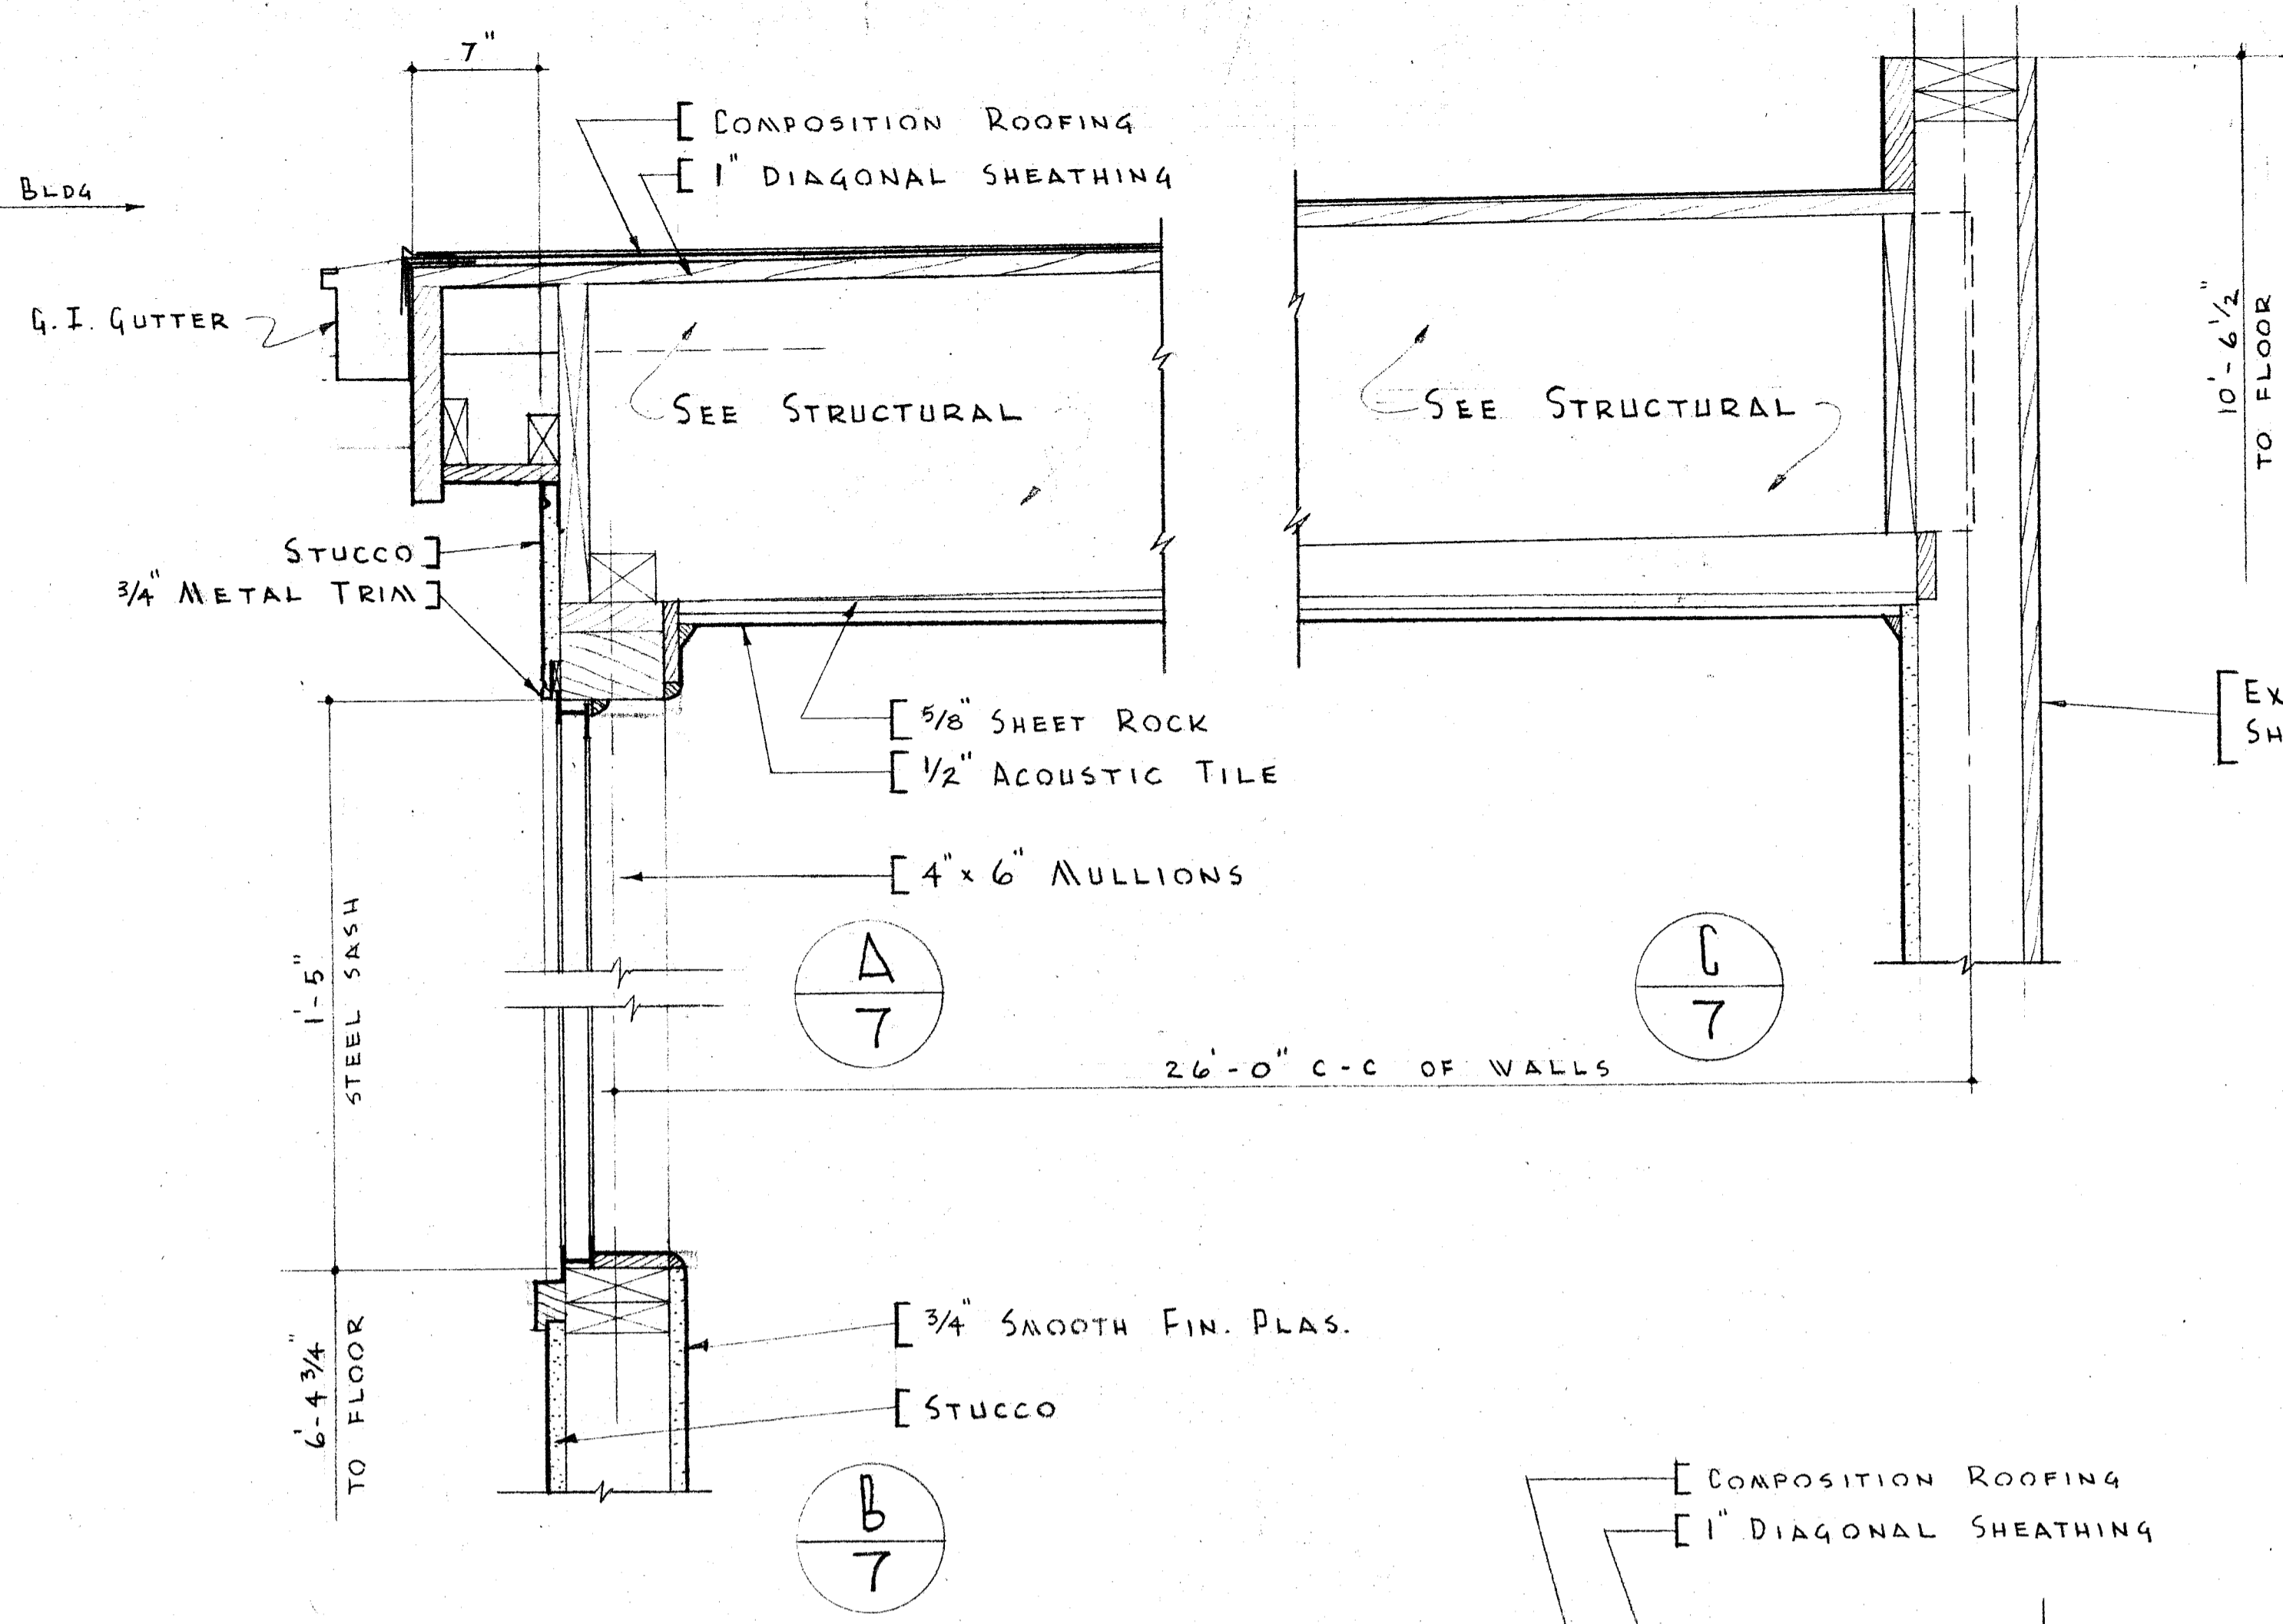 7"
COMPOSITION ROOFING
1" DIAGONAL SHEATHING
BLDG
G. I. GUTTER
SEE STRUCTURAL
SEE STRUCTURAL
10'-6 1/2"
TO FLOOR
STUCCO
3/4" METAL TRIM
5/8" SHEET ROCK
1/2" ACOUSTIC TILE
EX
SH
4" x 6" MULLIONS
1'-5"
STEEL SASH
A
7
C
7
26'-0" C-C OF WALLS
6'-4 3/4"
TO FLOOR
3/4" SMOOTH FIN. PLAS.
STUCCO
B
7
COMPOSITION ROOFING
1" DIAGONAL SHEATHING